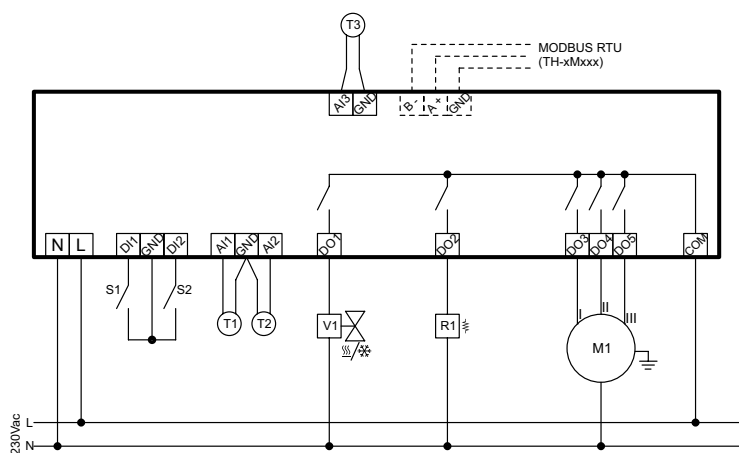 T3
MODBUS RTU
(TH-xMxxx)
AI3 GND B - A + GND
N L DI1 GND DI2 AI1 GND AI2 DO1 DO2 DO3 DO4 DO5 COM
S1 S2
I II III
T1 T2 V1 R1
M1
230Vac
L
N